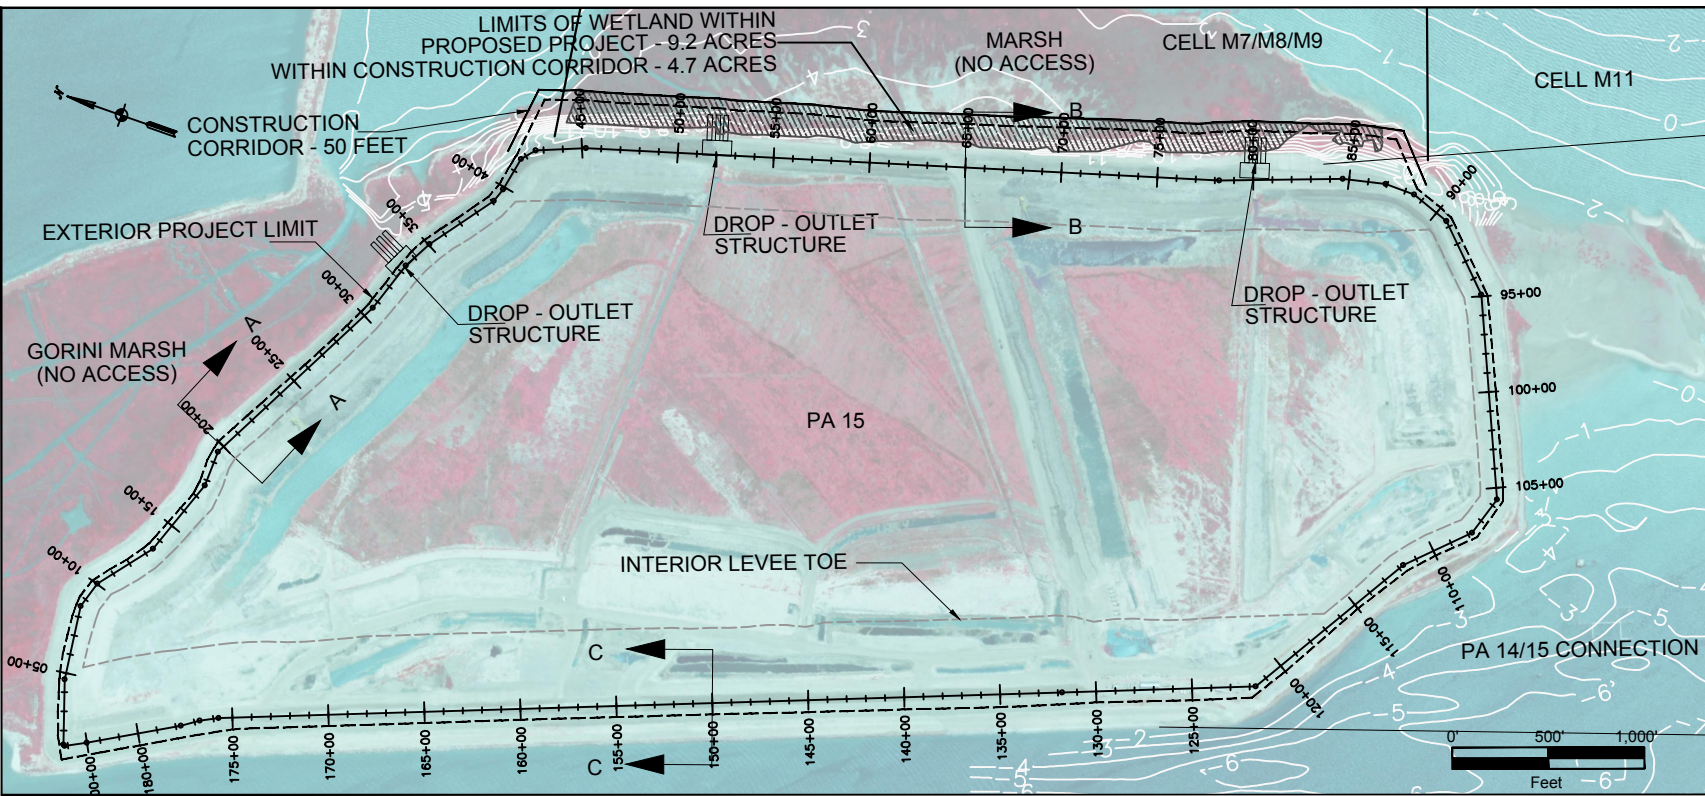 LIMITS OF WETLAND WITHIN
PROPOSED PROJECT - 9.2 ACRES
WITHIN CONSTRUCTION CORRIDOR - 4.7 ACRES
MARSH
(NO ACCESS)
CELL M7/M8/M9
CELL M11
CONSTRUCTION
CORRIDOR - 50 FEET
EXTERIOR PROJECT LIMIT
GORINI MARSH
(NO ACCESS)
DROP - OUTLET
STRUCTURE
DROP - OUTLET
STRUCTURE
DROP - OUTLET
STRUCTURE
PA 15
INTERIOR LEVEE TOE
PA 14/15 CONNECTION
A
A
B
B
C
C
00+00
05+00
10+00
15+00
20+00
25+00
30+00
35+00
40+00
45+00
50+00
55+00
60+00
65+00
70+00
75+00
80+00
85+00
90+00
95+00
100+00
105+00
110+00
115+00
120+00
125+00
130+00
135+00
140+00
145+00
150+00
155+00
160+00
165+00
170+00
175+00
180+00
0' 500' 1,000'
Feet